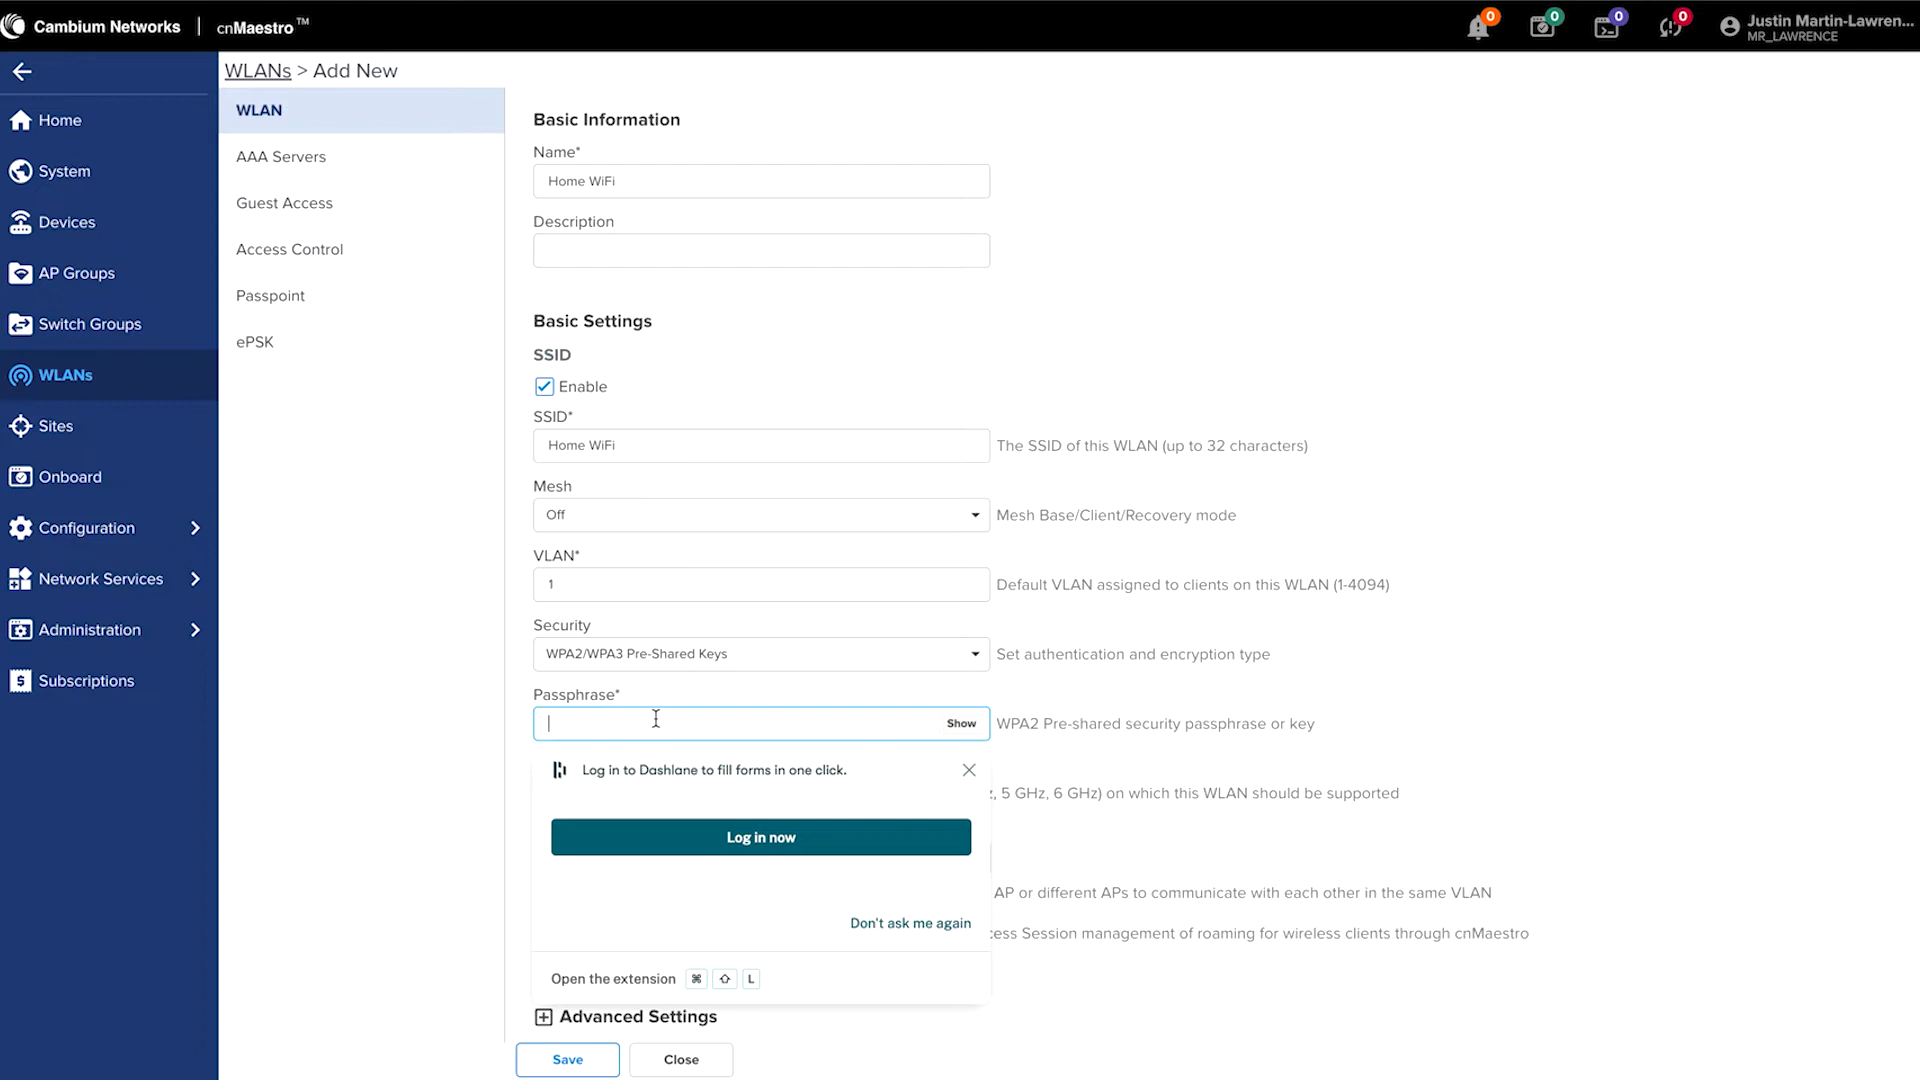 Cambium Networks | cnMaestro™
0
0
0
0
Justin Martin-Lawren...
MR_LAWRENCE
WLANs > Add New
Home
System
Devices
AP Groups
Switch Groups
WLANs
Sites
Onboard
Configuration
Network Services
Administration
Subscriptions
WLAN
AAA Servers
Guest Access
Access Control
Passpoint
ePSK
Basic Information
Name*
Home WiFi
Description
Basic Settings
SSID
Enable
SSID*
Home WiFi
The SSID of this WLAN (up to 32 characters)
Mesh
Off
Mesh Base/Client/Recovery mode
VLAN*
1
Default VLAN assigned to clients on this WLAN (1-4094)
Security
WPA2/WPA3 Pre-Shared Keys
Set authentication and encryption type
Passphrase*
Show
WPA2 Pre-shared security passphrase or key
Log in to Dashlane to fill forms in one click.
, 5 GHz, 6 GHz) on which this WLAN should be supported
Log in now
AP or different APs to communicate with each other in the same VLAN
Don't ask me again
Session management of roaming for wireless clients through cnMaestro
Open the extension ⌘ ⇧ L
Advanced Settings
Save
Close